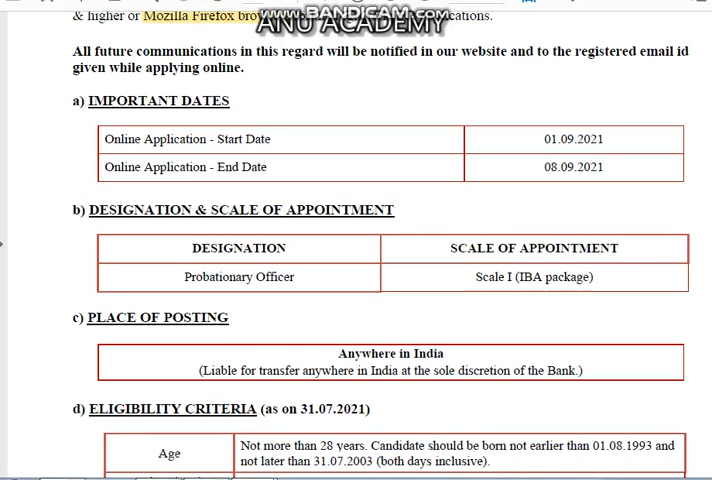 & higher or Mozilla Firefox
www.BANDICAM.com
ANU ACADEMY
All future communications in this regard will be notified in our website and to the registered email id
given while applying online.
a) IMPORTANT DATES
Online Application - Start Date 01.09.2021
Online Application - End Date 08.09.2021
b) DESIGNATION & SCALE OF APPOINTMENT
DESIGNATION SCALE OF APPOINTMENT
Probationary Officer Scale I (IBA package)
c) PLACE OF POSTING
Anywhere in India
(Liable for transfer anywhere in India at the sole discretion of the Bank.)
d) ELIGIBILITY CRITERIA (as on 31.07.2021)
Age Not more than 28 years. Candidate should be born not earlier than 01.08.1993 and
not later than 31.07.2003 (both days inclusive).